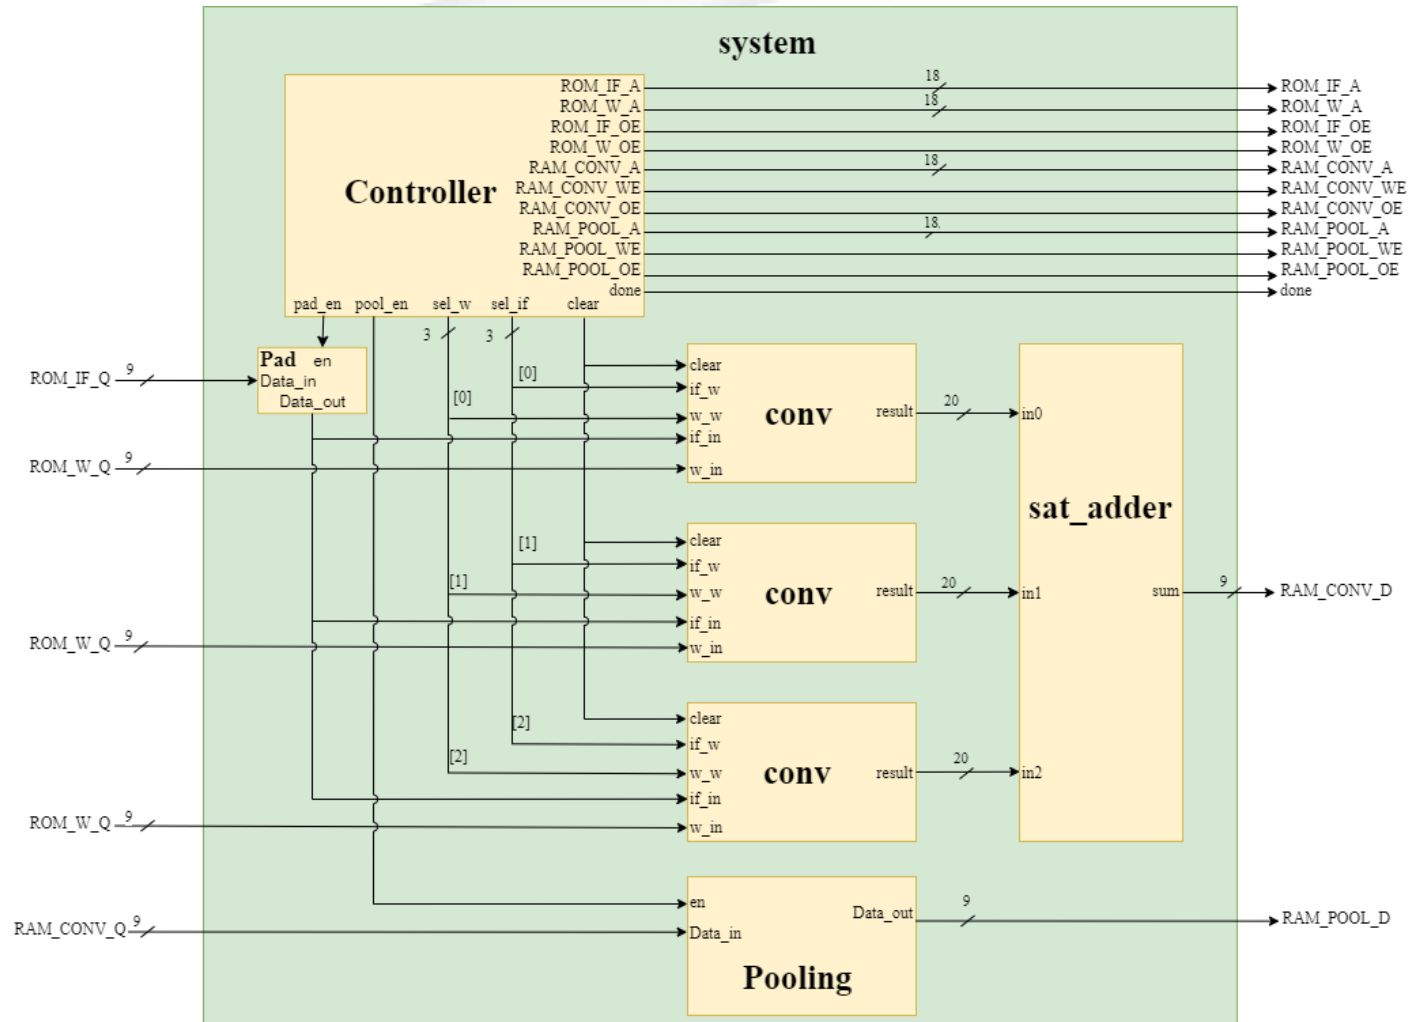 system
ROM_IF_A
ROM_W_A
ROM_IF_OE
ROM_W_OE
RAM_CONV_A
RAM_CONV_WE
RAM_CONV_OE
RAM_POOL_A
RAM_POOL_WE
RAM_POOL_OE
done
Controller
pad_en pool_en sel_w sel_if clear
18
18
18
18
ROM_IF_A
ROM_W_A
ROM_IF_OE
ROM_W_OE
RAM_CONV_A
RAM_CONV_WE
RAM_CONV_OE
RAM_POOL_A
RAM_POOL_WE
RAM_POOL_OE
done
3 3
ROM_IF_Q 9
Pad en
Data_in
Data_out
[0]
[0]
clear
if_w
w_w
if_in
w_in
conv
result 20
in0
ROM_W_Q 9
sat_adder
[1]
[1]
clear
if_w
w_w
if_in
w_in
conv
result 20
in1
sum 9 RAM_CONV_D
ROM_W_Q 9
[2]
[2]
clear
if_w
w_w
if_in
w_in
conv
result 20
in2
ROM_W_Q 9
en
Data_in
Data_out 9 RAM_POOL_D
Pooling
RAM_CONV_Q 9